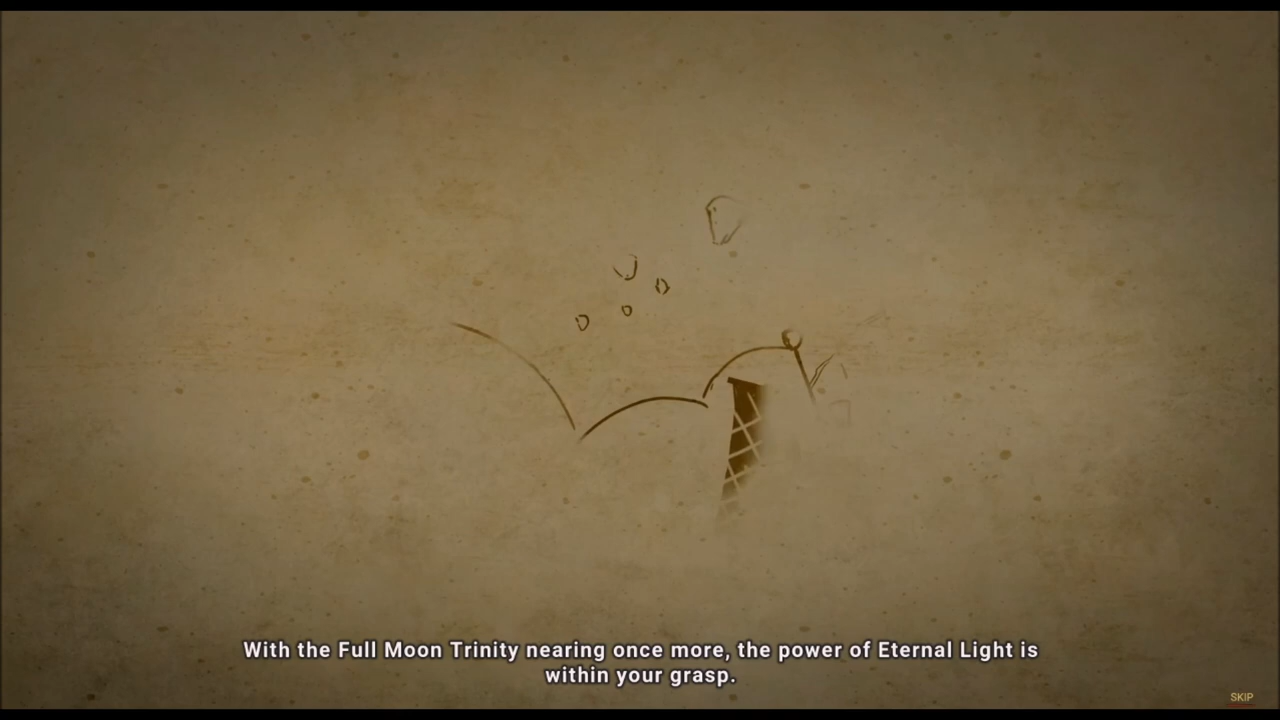 With the Full Moon Trinity nearing once more, the power of Eternal Light is
within your grasp.
SKIP